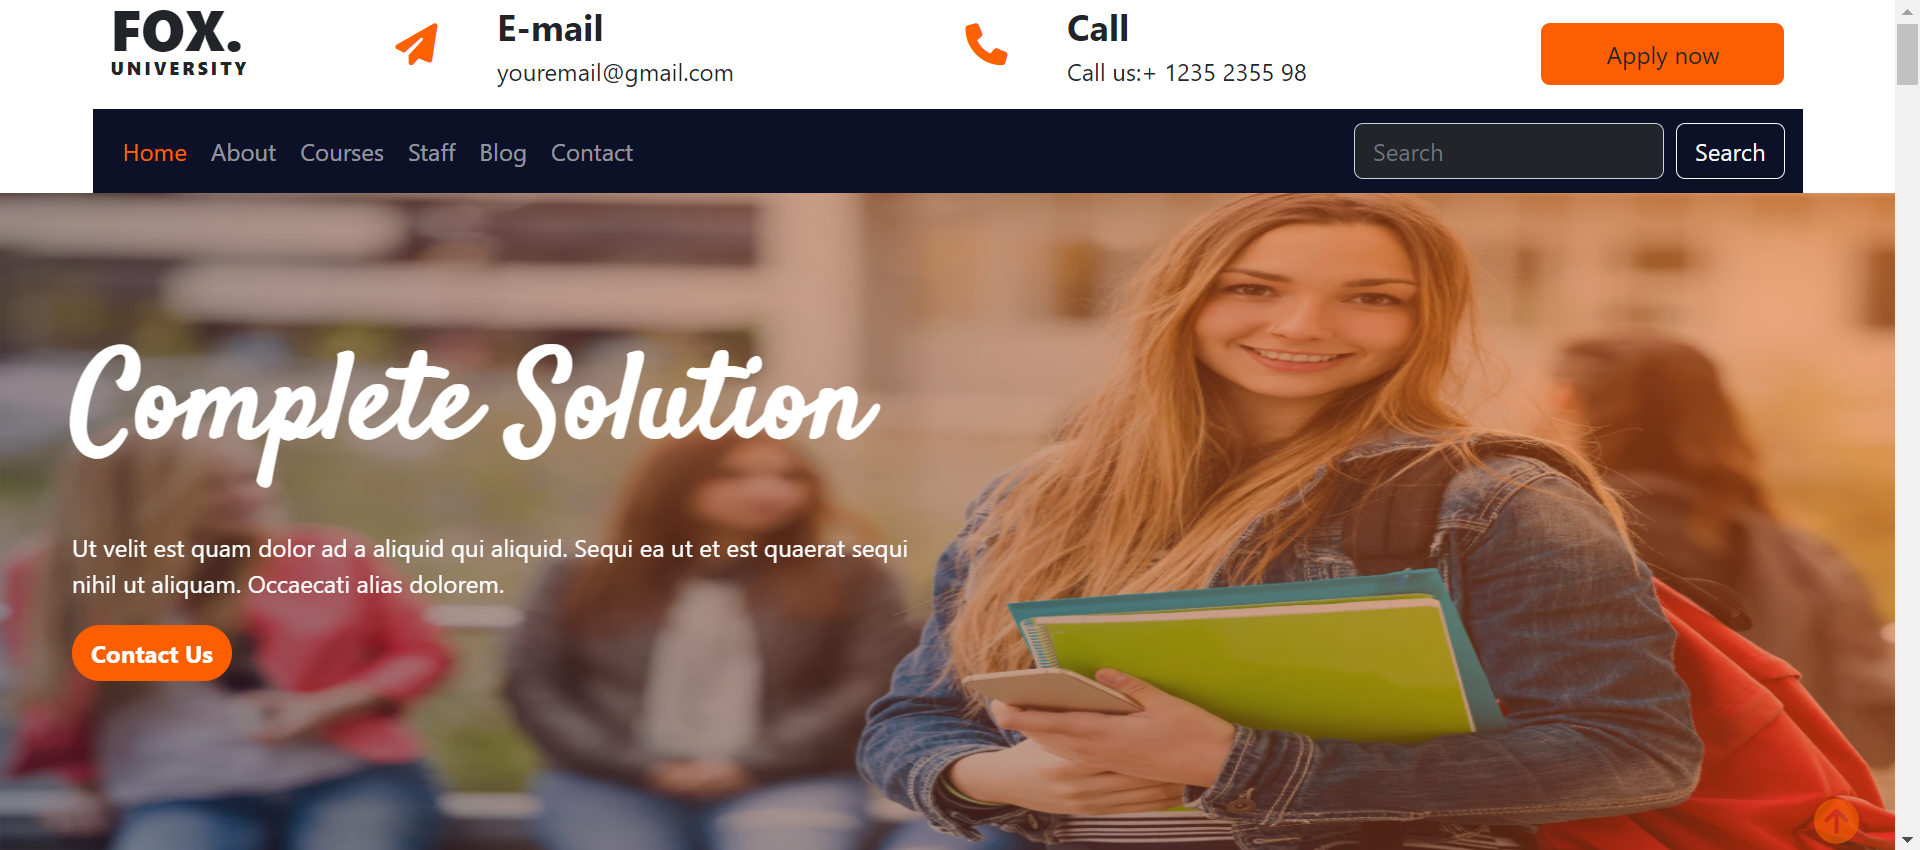 FOX.
UNIVERSITY
E-mail
youremail@gmail.com
Call
Call us:+ 1235 2355 98
Apply now
Home About Courses Staff Blog Contact
Search
Search
Complete Solution
Ut velit est quam dolor ad a aliquid qui aliquid. Sequi ea ut et est quaerat sequi
nihil ut aliquam. Occaecati alias dolorem.
Contact Us